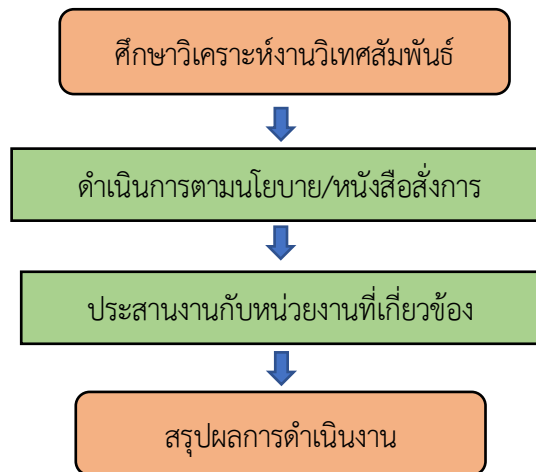 ศึกษาวิเคราะห์งานวิเทศสัมพันธ์
ดำเนินการตามนโยบาย/หนังสือสั่งการ
ประสานงานกับหน่วยงานที่เกี่ยวข้อง
สรุปผลการดำเนินงาน